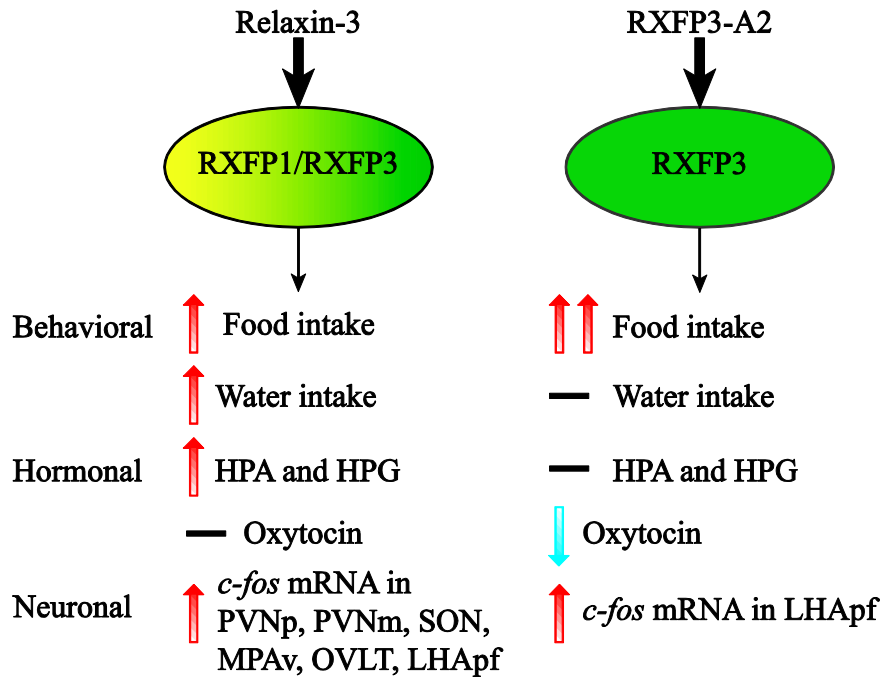 Relaxin-3
RXFP3-A2
RXFP1/RXFP3
RXFP3
Behavioral
Food intake
Food intake
Water intake
Water intake
Hormonal
HPA and HPG
HPA and HPG
Oxytocin
Oxytocin
Neuronal
c-fos mRNA in
PVNp, PVNm, SON,
MPAv, OVLT, LHApf
c-fos mRNA in LHApf